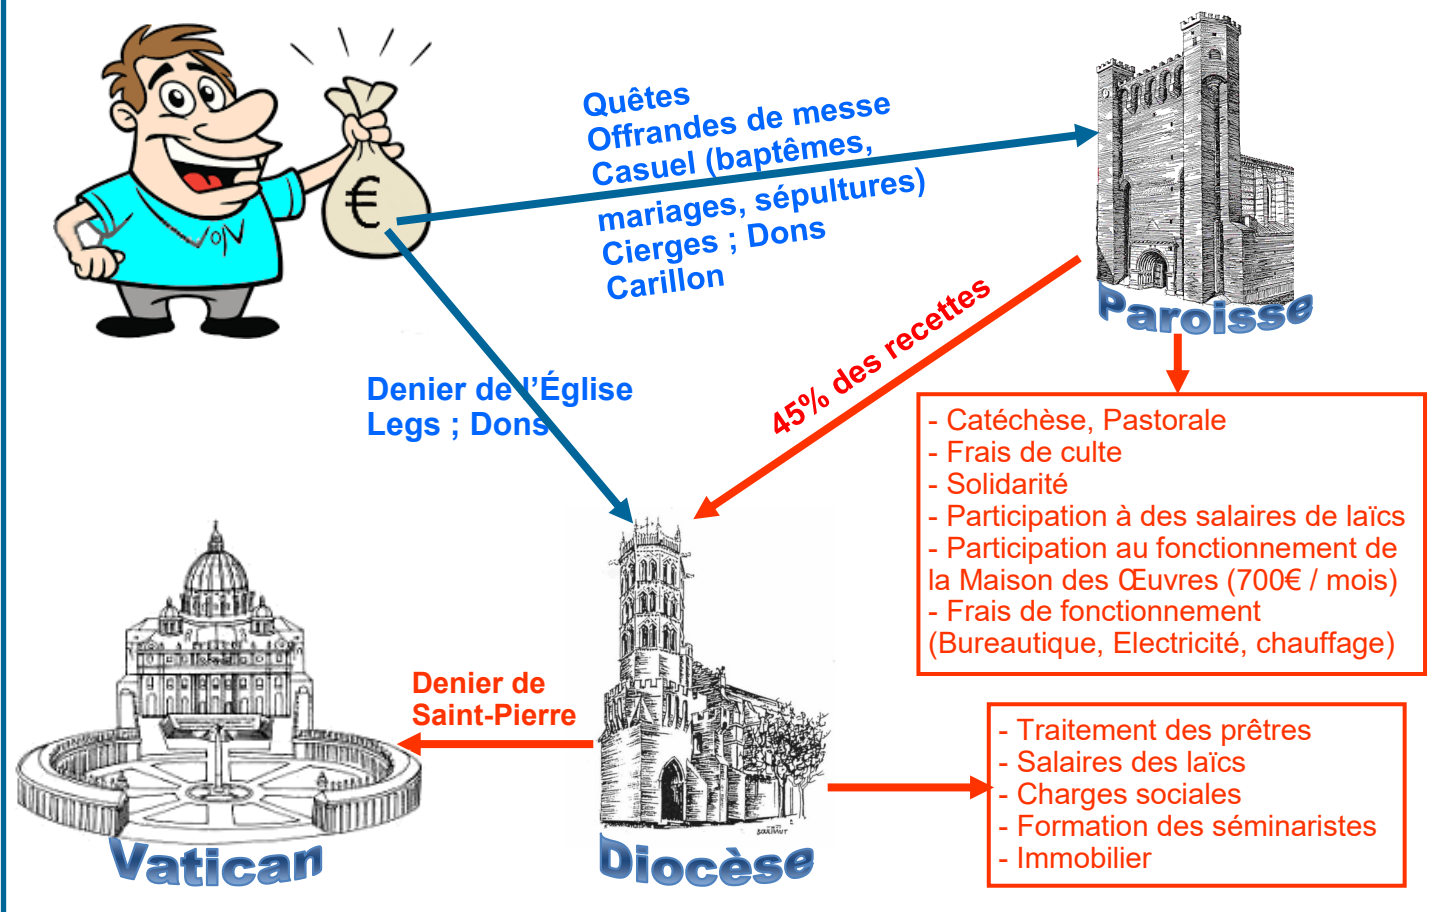 €
Quêtes
Offrandes de messe
Casuel (baptêmes,
mariages, sépultures)
Cierges ; Dons
Carillon
Paroisse
45% des recettes
Denier de l’Église
Legs ; Dons
- Catéchèse, Pastorale
- Frais de culte
- Solidarité
- Participation à des salaires de laïcs
- Participation au fonctionnement de
la Maison des Œuvres (700€ / mois)
- Frais de fonctionnement
(Bureautique, Electricité, chauffage)
Denier de
Saint-Pierre
- Traitement des prêtres
- Salaires des laïcs
- Charges sociales
- Formation des séminaristes
- Immobilier
Vatican
Diocèse